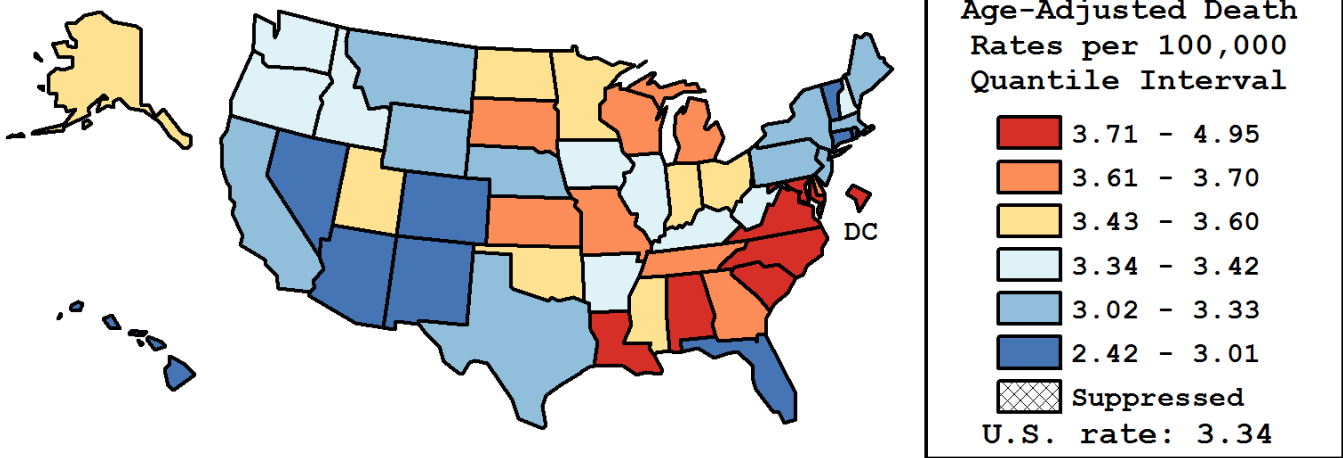 Age-Adjusted Death
Rates per 100,000
Quantile Interval
3.71 - 4.95
3.61 - 3.70
3.43 - 3.60
3.34 - 3.42
3.02 - 3.33
2.42 - 3.01
Suppressed
U.S. rate: 3.34
DC